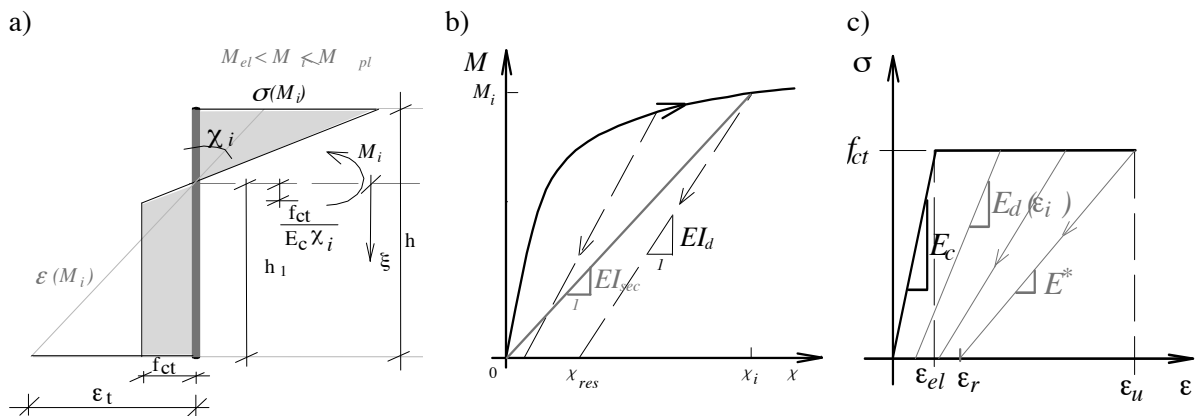 a)
M_el < M_i < M_pl
σ(M_i)
χ_i
M_i
f_ct
E_c χ_i
h_1
ξ
h
ε(M_i)
f_ct
ε_t
b)
M
M_i
EI_d
1
EI_sec
1
0
χ_res
χ_i
χ
c)
σ
f_ct
E_d(ε_i)
E_c
E*
ε_el
ε_r
ε_u
ε